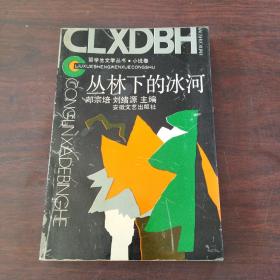 CLXDBH
留学生文学丛书·小说卷
LIUXUESHENGWENXUECONGSHU
丛林下的冰河
邹宗培 刘绪源 主编
安徽文艺出版社
CONGLINXIADEBINGHE